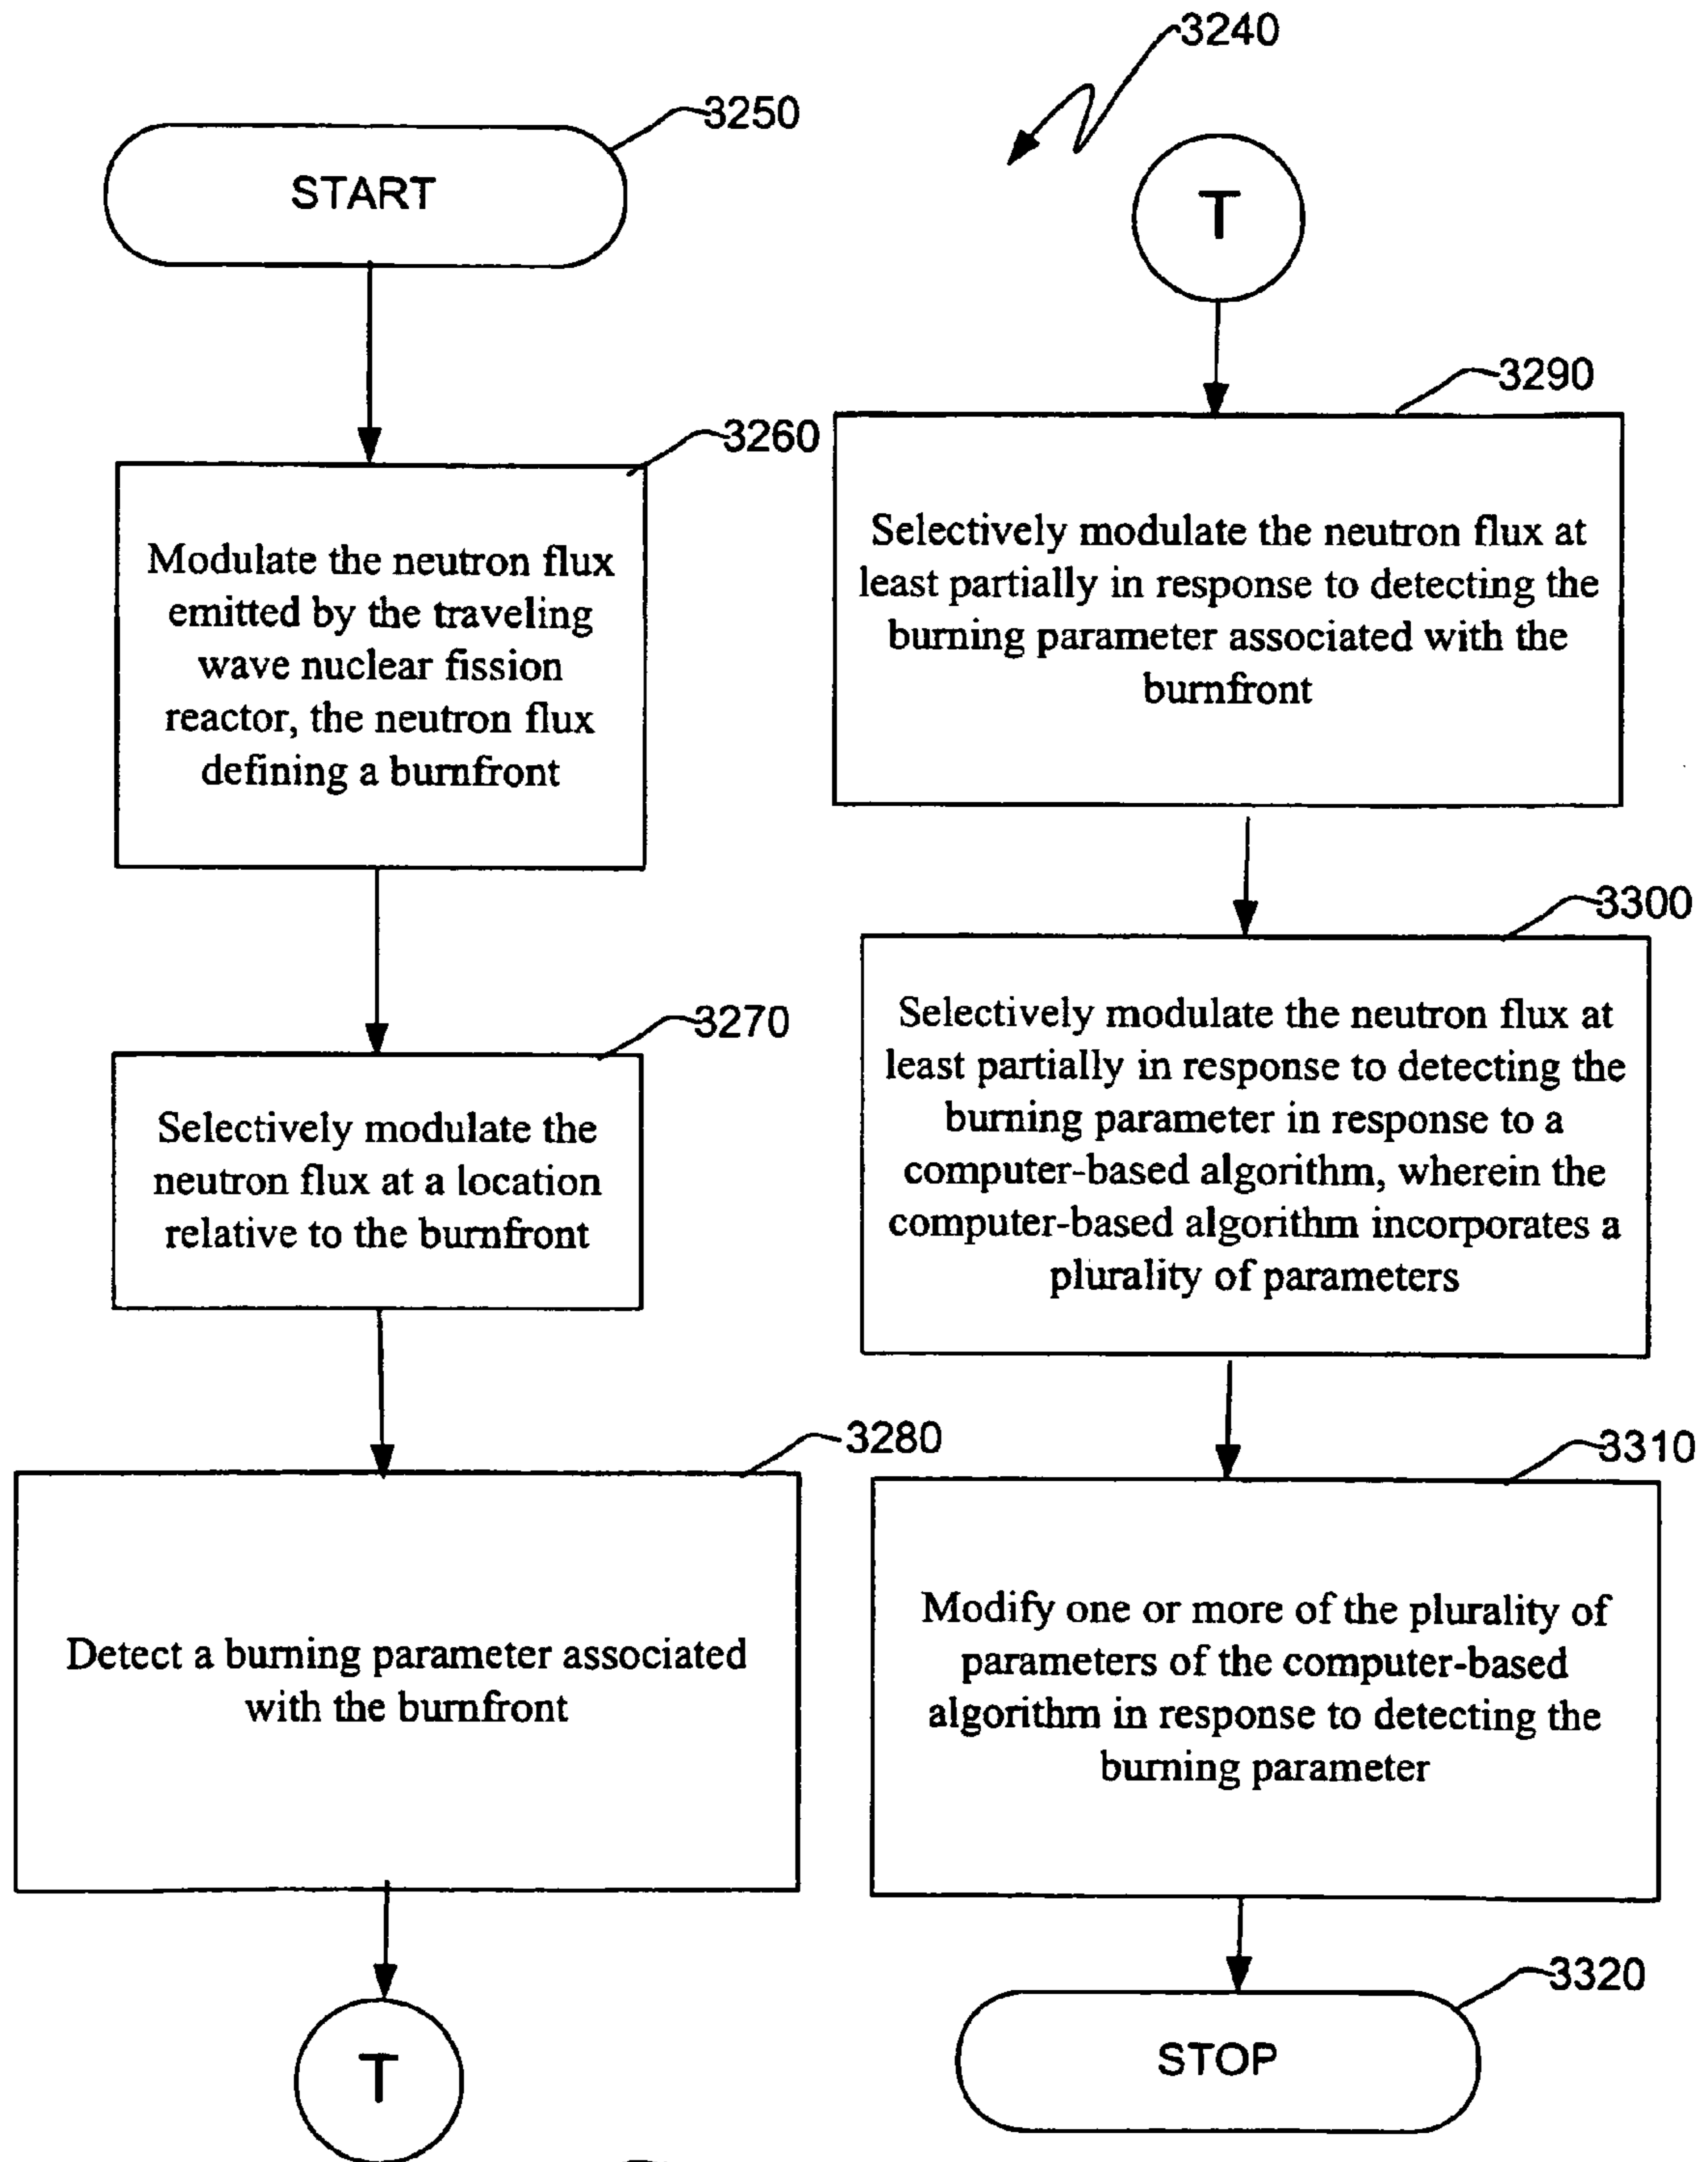 3240
3250
START
3260
Modulate the neutron flux
emitted by the traveling
wave nuclear fission
reactor, the neutron flux
defining a burnfront
3270
Selectively modulate the
neutron flux at a location
relative to the burnfront
3280
Detect a burning parameter associated
with the burnfront
T
T
3290
Selectively modulate the neutron flux at
least partially in response to detecting the
burning parameter associated with the
burnfront
3300
Selectively modulate the neutron flux at
least partially in response to detecting the
burning parameter in response to a
computer-based algorithm, wherein the
computer-based algorithm incorporates a
plurality of parameters
3310
Modify one or more of the plurality of
parameters of the computer-based
algorithm in response to detecting the
burning parameter
3320
STOP